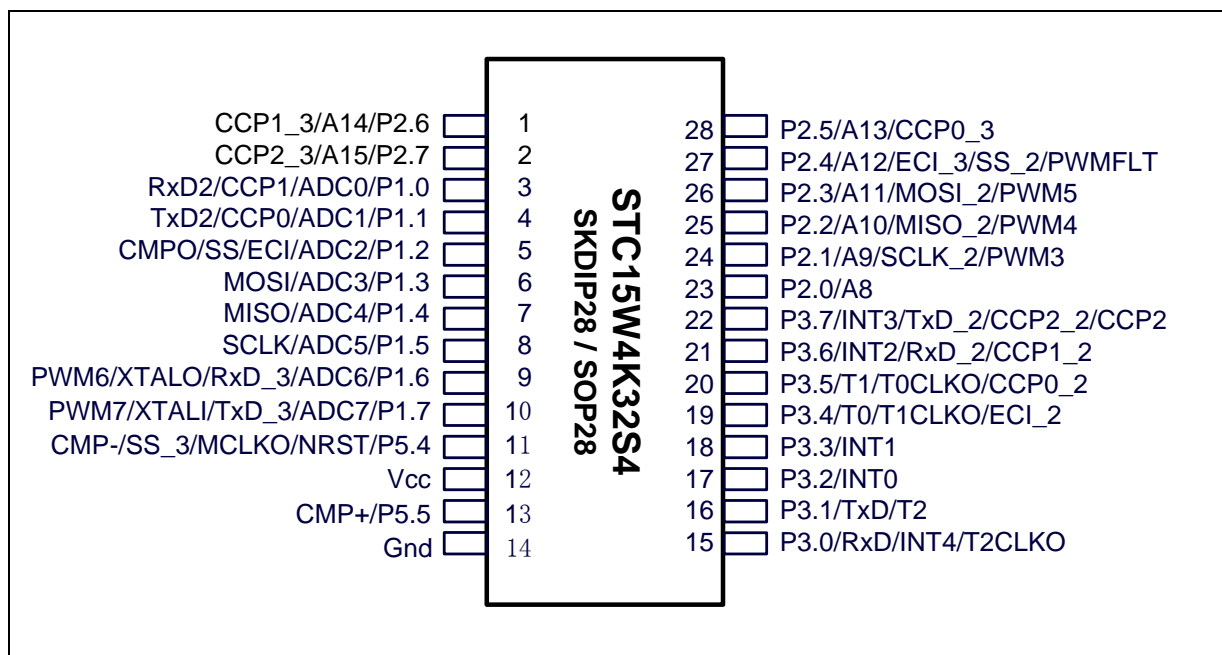 CCP1_3/A14/P2.6 1
CCP2_3/A15/P2.7 2
RxD2/CCP1/ADC0/P1.0 3
TxD2/CCP0/ADC1/P1.1 4
CMPO/SS/ECI/ADC2/P1.2 5
MOSI/ADC3/P1.3 6
MISO/ADC4/P1.4 7
SCLK/ADC5/P1.5 8
PWM6/XTALO/RxD_3/ADC6/P1.6 9
PWM7/XTALI/TxD_3/ADC7/P1.7 10
CMP-/SS_3/MCLKO/NRST/P5.4 11
Vcc 12
CMP+/P5.5 13
Gnd 14
STC15W4K32S4
SKDIP28 / SOP28
28 P2.5/A13/CCP0_3
27 P2.4/A12/ECI_3/SS_2/PWMFLT
26 P2.3/A11/MOSI_2/PWM5
25 P2.2/A10/MISO_2/PWM4
24 P2.1/A9/SCLK_2/PWM3
23 P2.0/A8
22 P3.7/INT3/TxD_2/CCP2_2/CCP2
21 P3.6/INT2/RxD_2/CCP1_2
20 P3.5/T1/T0CLKO/CCP0_2
19 P3.4/T0/T1CLKO/ECI_2
18 P3.3/INT1
17 P3.2/INT0
16 P3.1/TxD/T2
15 P3.0/RxD/INT4/T2CLKO